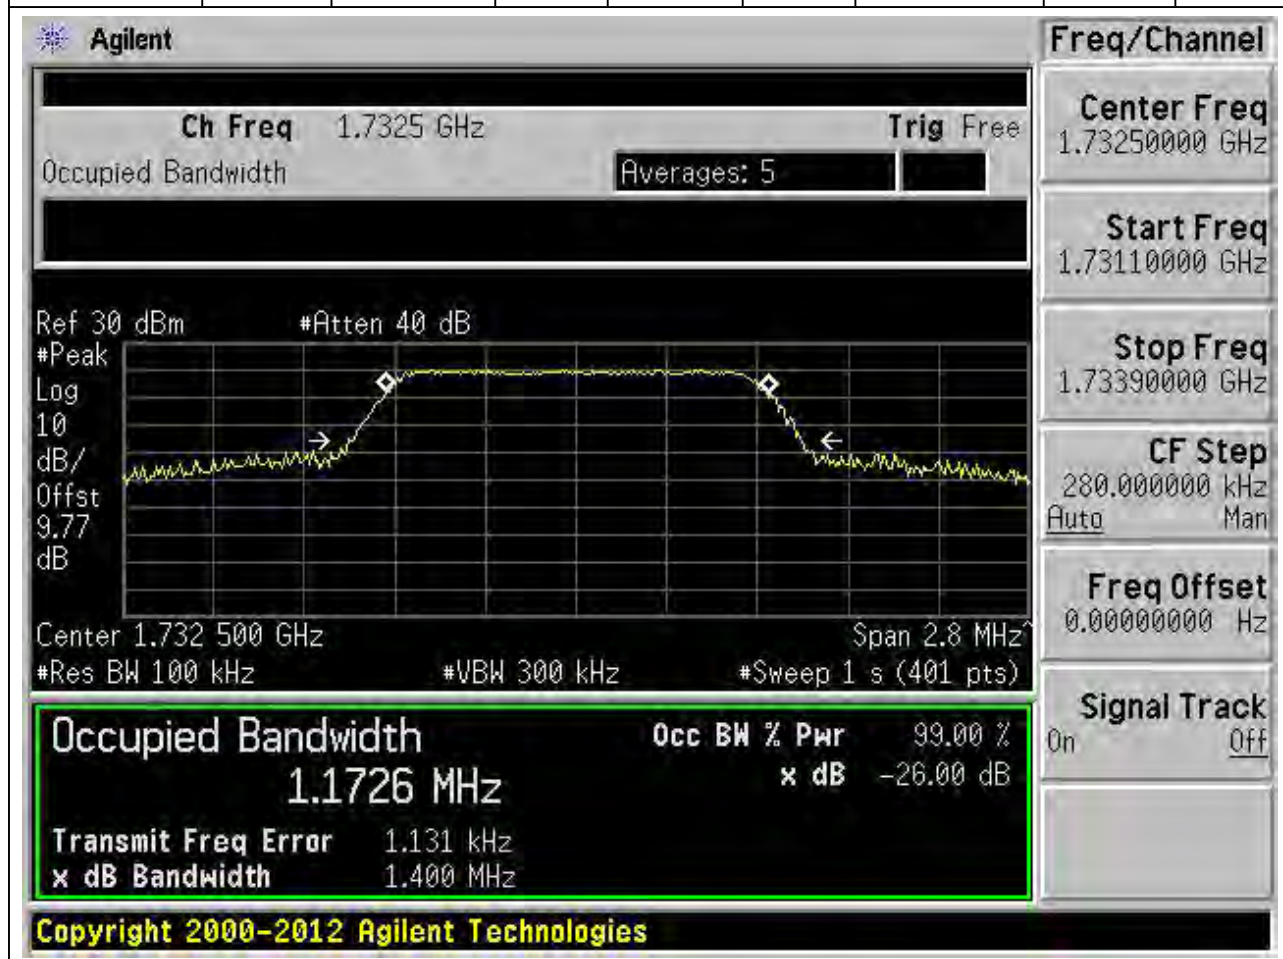 Agilent
Freq/Channel
Ch Freq 1.7325 GHz Trig Free
Occupied Bandwidth Averages: 5
Center Freq
1.73250000 GHz
Start Freq
1.73110000 GHz
Stop Freq
1.73390000 GHz
CF Step
280.000000 kHz
Auto Man
Freq Offset
0.00000000 Hz
Signal Track
On Off
Ref 30 dBm #Atten 40 dB
#Peak
Log
10
dB/
Offst
9.77
dB
Center 1.732 500 GHz Span 2.8 MHz^
#Res BW 100 kHz #VBW 300 kHz #Sweep 1 s (401 pts)
Occupied Bandwidth Occ BW % Pwr 99.00 %
1.1726 MHz x dB -26.00 dB
Transmit Freq Error 1.131 kHz
x dB Bandwidth 1.400 MHz
Copyright 2000-2012 Agilent Technologies